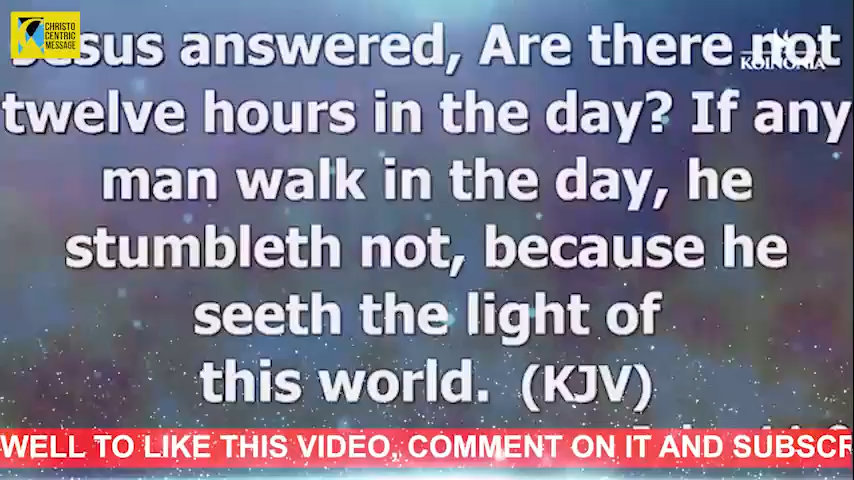 CHRISTO
CENTRIC
MESSAGE
KOINONIA
answered, Are there not
twelve hours in the day? If any
man walk in the day, he
stumbleth not, because he
seeth the light of
this world. (KJV)
WELL TO LIKE THIS VIDEO, COMMENT ON IT AND SUBSCR